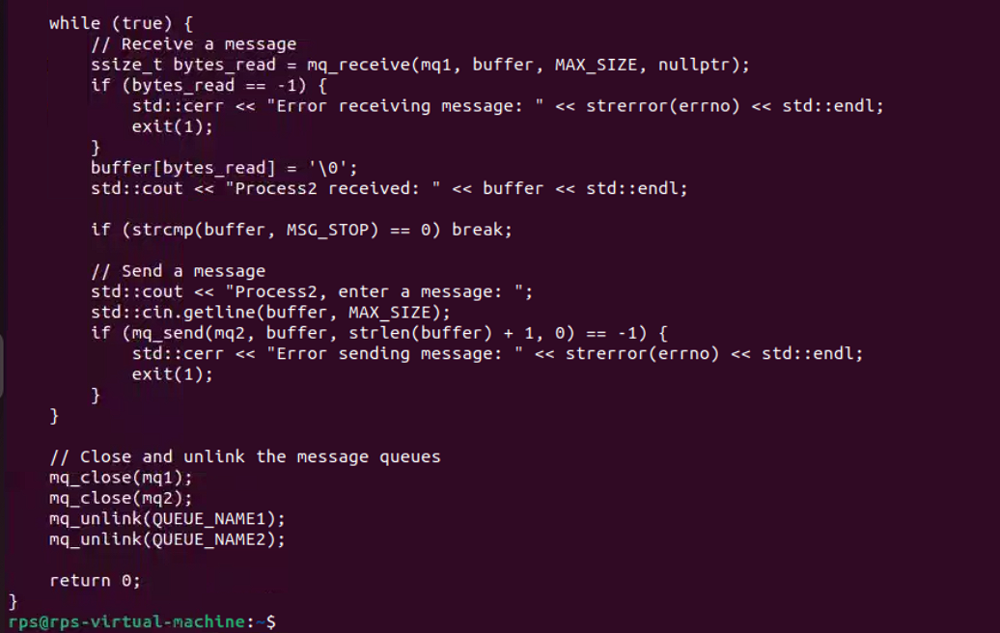 while (true) {
// Receive a message
ssize_t bytes_read = mq_receive(mq1, buffer, MAX_SIZE, nullptr);
if (bytes_read == -1) {
std::cerr << "Error receiving message: " << strerror(errno) << std::endl;
exit(1);
}
buffer[bytes_read] = '\0';
std::cout << "Process2 received: " << buffer << std::endl;
if (strcmp(buffer, MSG_STOP) == 0) break;
// Send a message
std::cout << "Process2, enter a message: ";
std::cin.getline(buffer, MAX_SIZE);
if (mq_send(mq2, buffer, strlen(buffer) + 1, 0) == -1) {
std::cerr << "Error sending message: " << strerror(errno) << std::endl;
exit(1);
}
}
// Close and unlink the message queues
mq_close(mq1);
mq_close(mq2);
mq_unlink(QUEUE_NAME1);
mq_unlink(QUEUE_NAME2);
return 0;
}
rps@rps-virtual-machine:~$